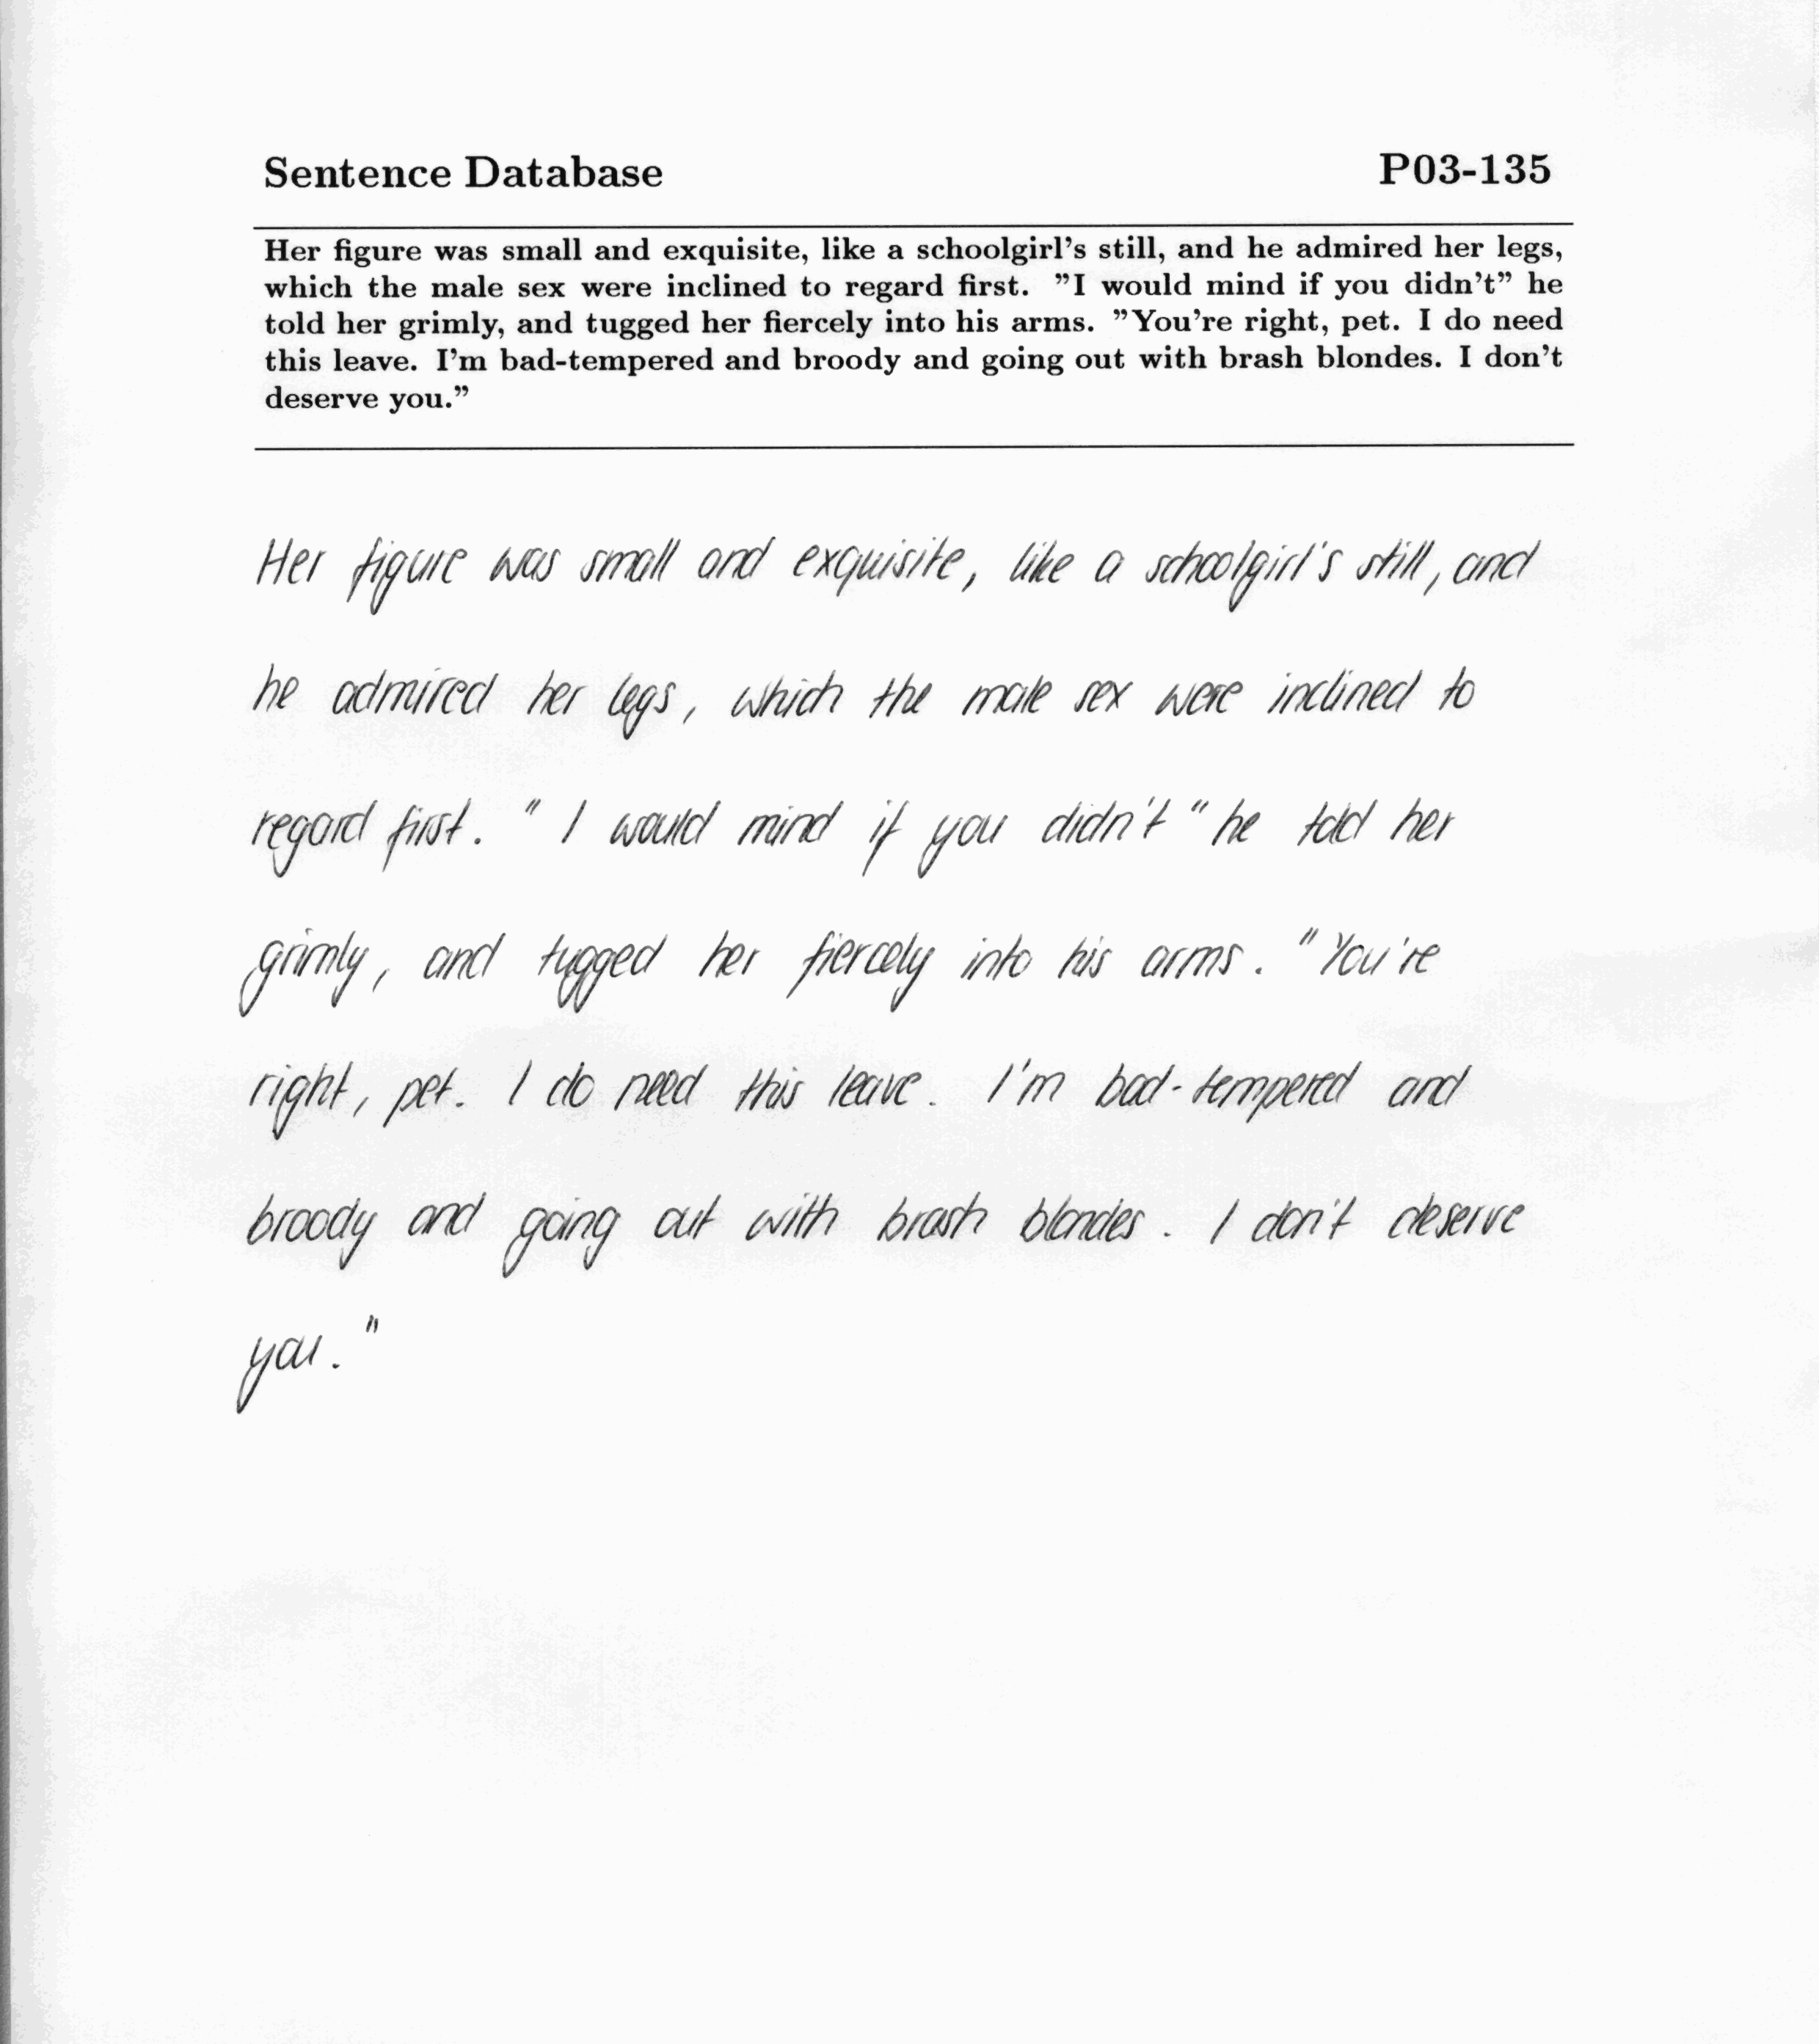 Sentence Database P03-135
Her figure was small and exquisite, like a schoolgirl's still, and he admired her legs,
which the male sex were inclined to regard first. "I would mind if you didn't" he
told her grimly, and tugged her fiercely into his arms. "You're right, pet. I do need
this leave. I'm bad-tempered and broody and going out with brash blondes. I don't
deserve you."
Her figure was small and exquisite, like a schoolgirl's still, and
he admired her legs, which the male sex were inclined to
regard first. " I would mind if you didn't " he told her
grimly, and tugged her fiercely into his arms. "You're
right, pet. I do need this leave. I'm bad-tempered and
broody and going out with brash blondes. I don't deserve
you."